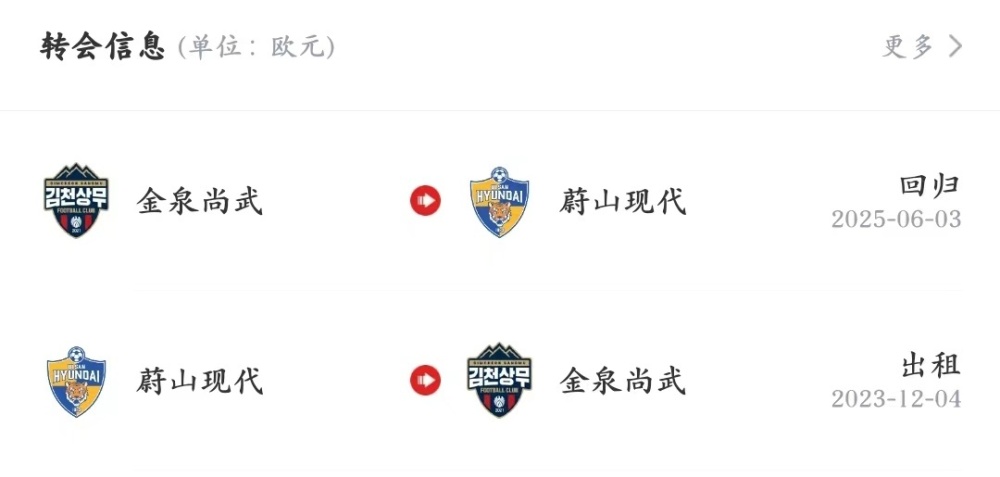 转会信息 (单位：欧元) 更多
김천상무
FOOTBALL CLUB
2021
金泉尚武
HYUNDAI
蔚山现代
回归
2025-06-03
HYUNDAI
蔚山现代
김천상무
FOOTBALL CLUB
2021
金泉尚武
出租
2023-12-04